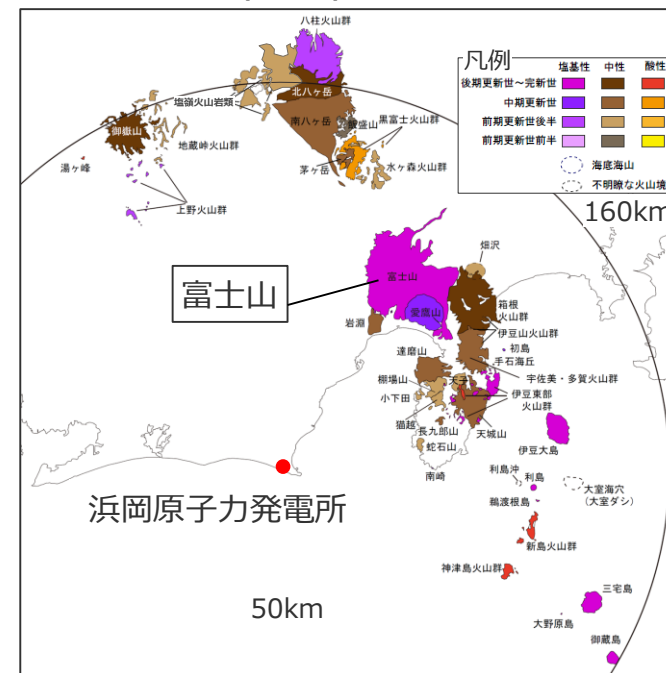 八柱火山群
凡例
塩基性 中性 酸性
後期更新世～完新世
中期更新世
前期更新世後半
前期更新世前半
海底海山
不明瞭な火山境
160km
塩嶺火山岩類
北八ヶ岳
御嶽山
南八ヶ岳
飯盛山
黒富士火山群
地蔵峠火山群
茅ヶ岳
水ヶ森火山群
湯ヶ峰
上野火山群
畑沢
富士山
富士山
箱根
火山群
愛鷹山
岩淵
伊豆山火山群
初島
達磨山
手石海丘
宇佐美・多賀火山群
棚場山
天子
小下田
伊豆東部
火山群
猫越
長九郎山
天城山
蛇石山
伊豆大島
南崎
利島沖
利島
大室海穴
(大室ダシ)
浜岡原子力発電所
鵜渡根島
新島火山群
神津島火山群
50km
三宅島
大野原島
御蔵島